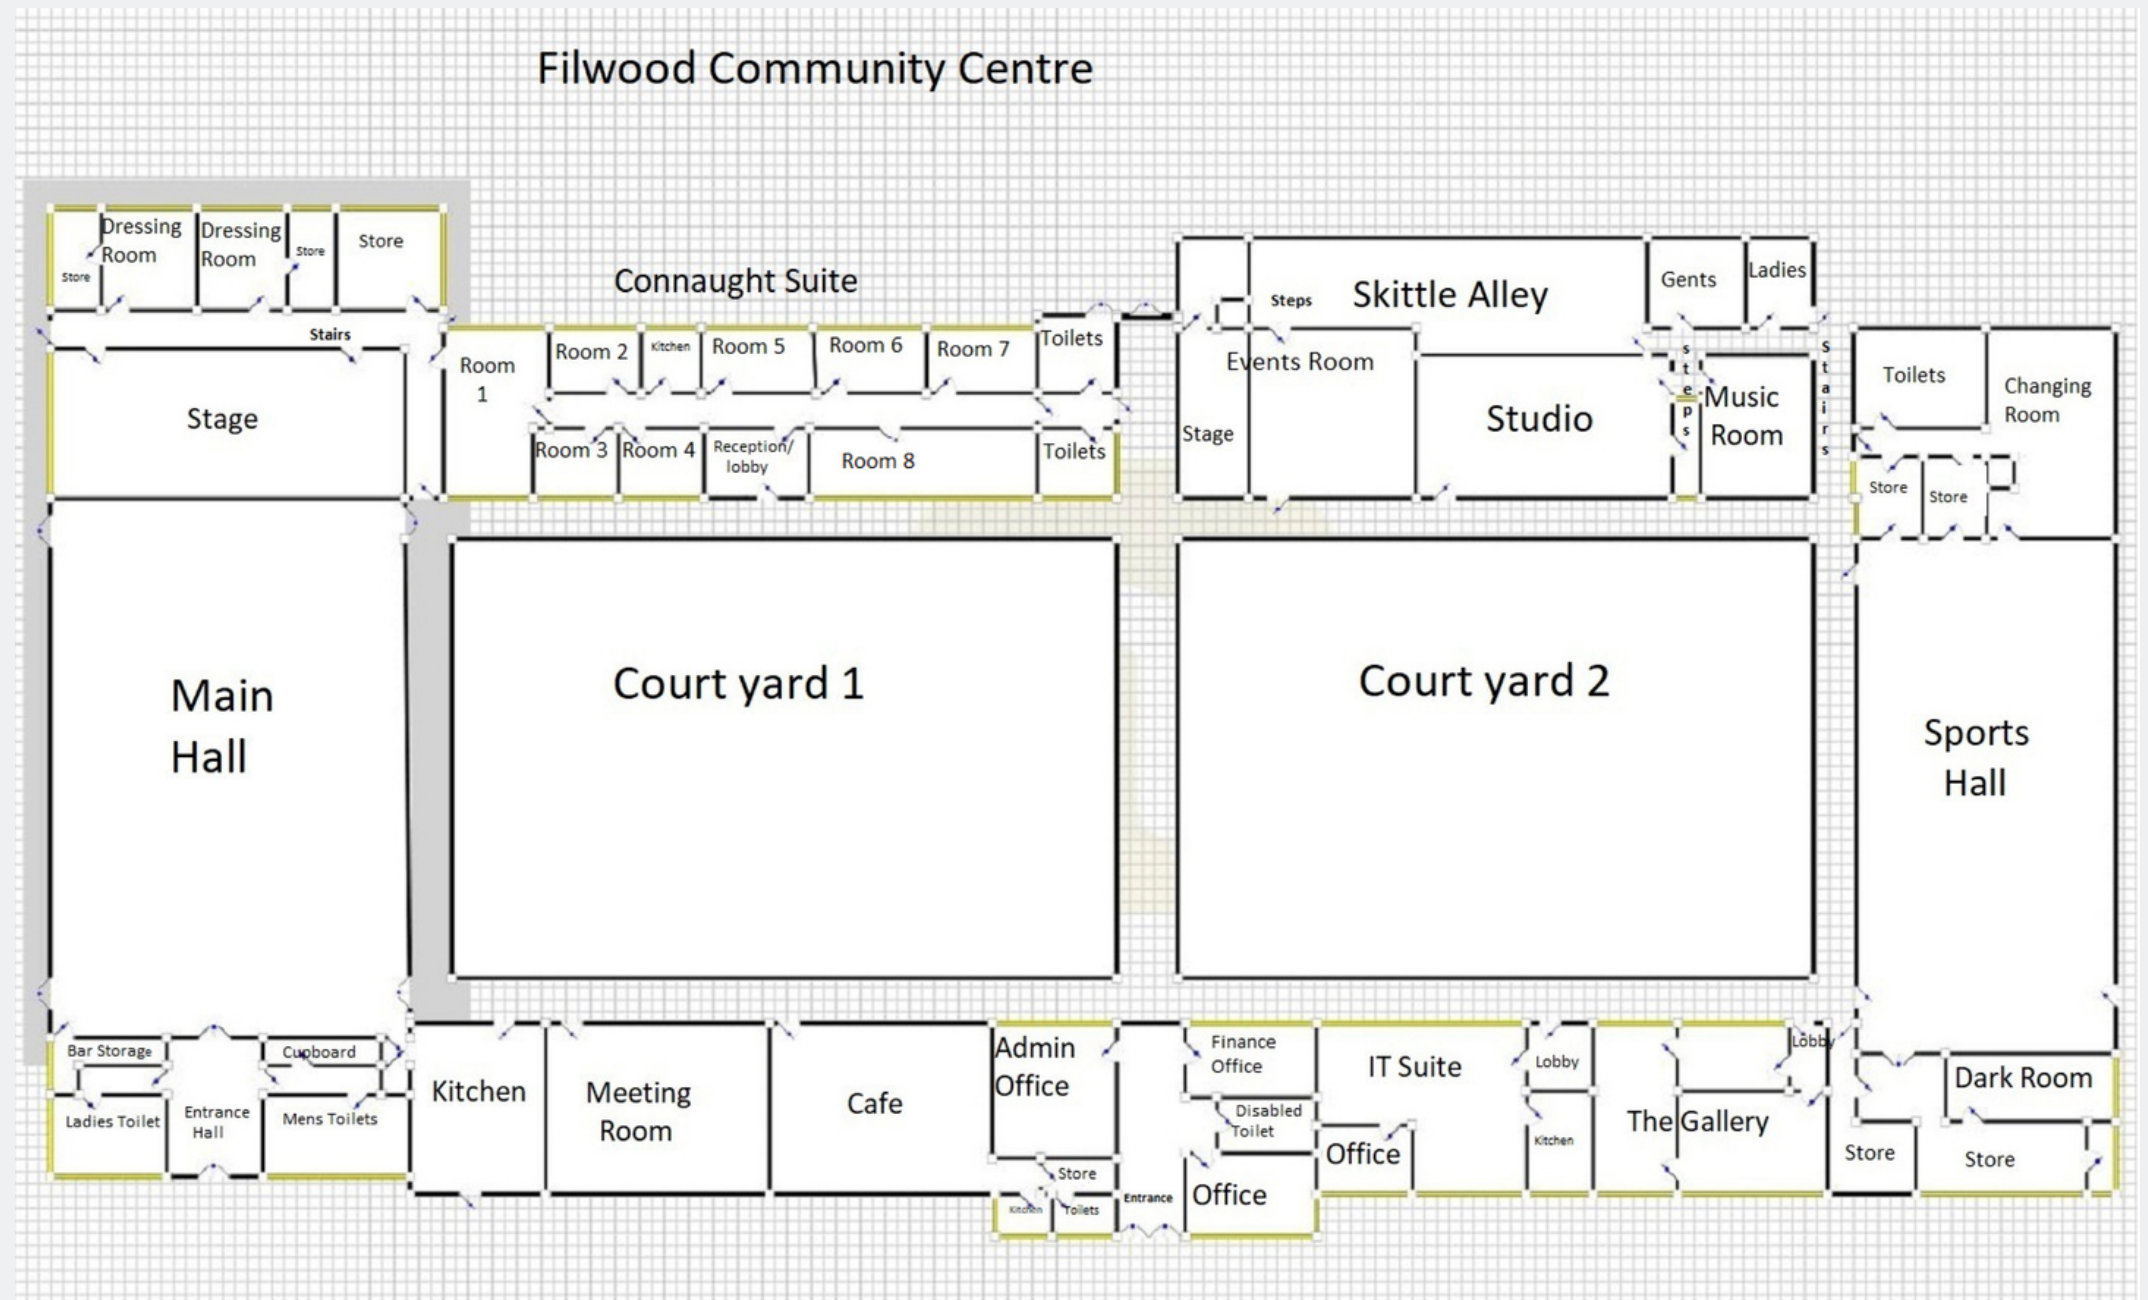 Filwood Community Centre
Dressing
Room
Dressing
Room
Store
Store
Store
Store
Stairs
Stage
Connaught Suite
Room
1
Room 2
Kitchen
Room 5
Room 6
Room 7
Toilets
Room 3
Room 4
Reception/
lobby
Room 8
Toilets
Steps
Skittle Alley
Gents
Ladies
Events Room
Stage
Studio
steps
Music
Room
Stairs
Toilets
Changing
Room
Store
Store
Main
Hall
Court yard 1
Court yard 2
Sports
Hall
Bar Storage
Cupboard
Ladies Toilet
Entrance
Hall
Mens Toilets
Kitchen
Meeting
Room
Cafe
Admin
Office
Store
Kitchen
Toilets
Entrance
Finance
Office
Disabled
Toilet
Office
IT Suite
Office
Lobby
Kitchen
The Gallery
Lobby
Dark Room
Store
Store